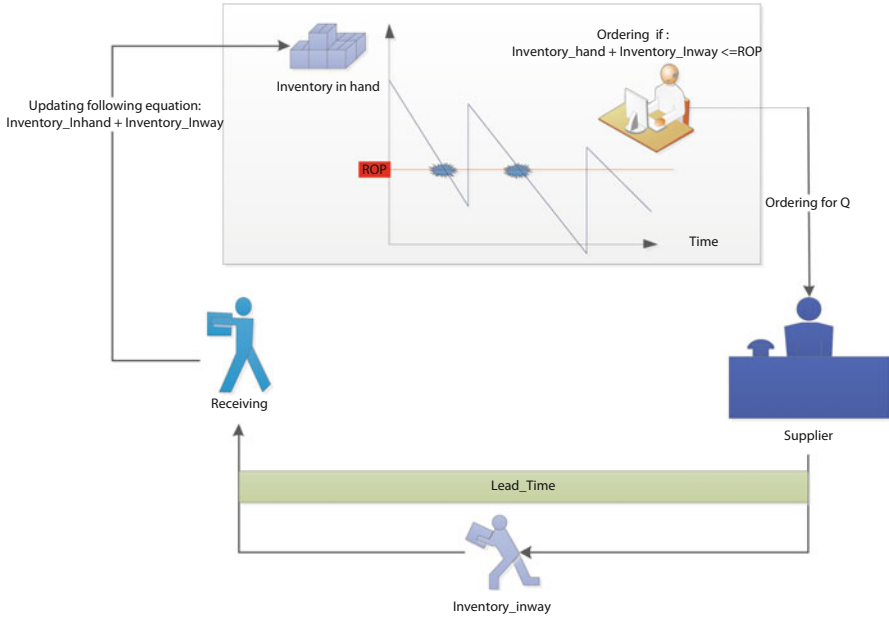 Ordering if :
Inventory_hand + Inventory_Inway <=ROP
Inventory in hand
Updating following equation:
Inventory_Inhand + Inventory_Inway
ROP
Ordering for Q
Time
Receiving
Supplier
Lead_Time
Inventory_inway